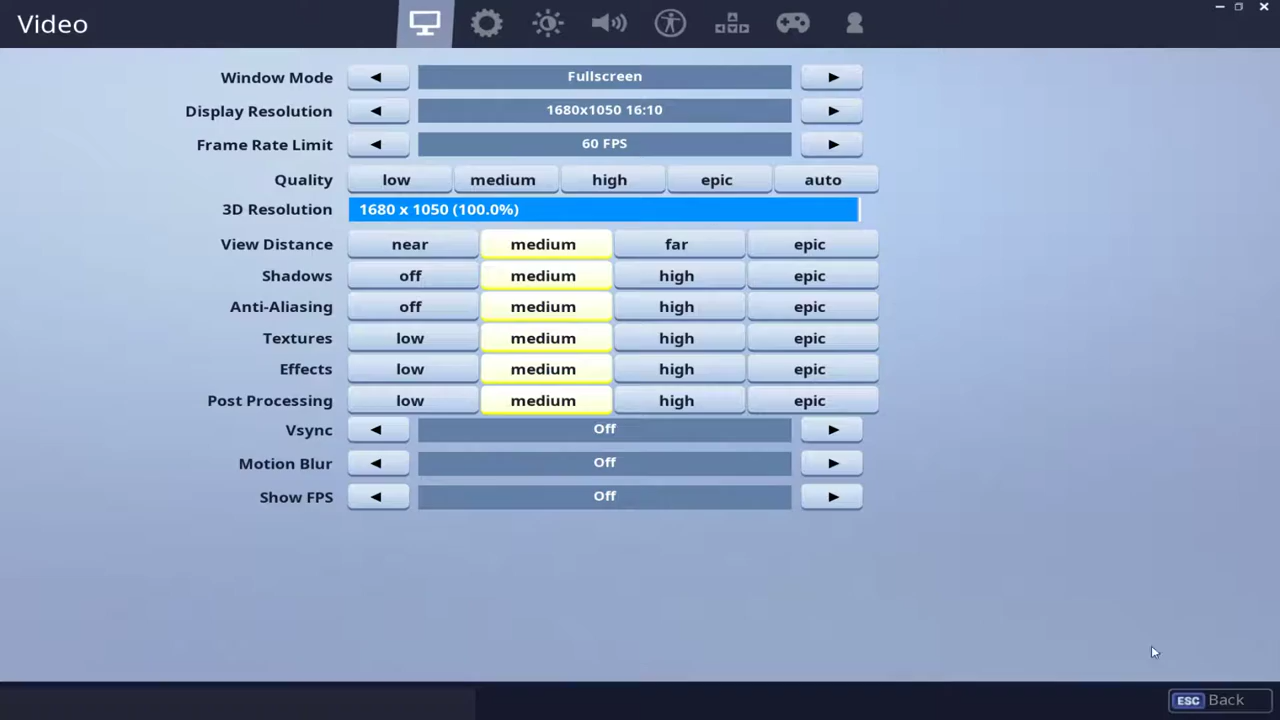 Video
Window Mode Fullscreen
Display Resolution 1680x1050 16:10
Frame Rate Limit 60 FPS
Quality low medium high epic auto
3D Resolution 1680 x 1050 (100.0%)
View Distance near medium far epic
Shadows off medium high epic
Anti-Aliasing off medium high epic
Textures low medium high epic
Effects low medium high epic
Post Processing low medium high epic
Vsync Off
Motion Blur Off
Show FPS Off
ESC Back